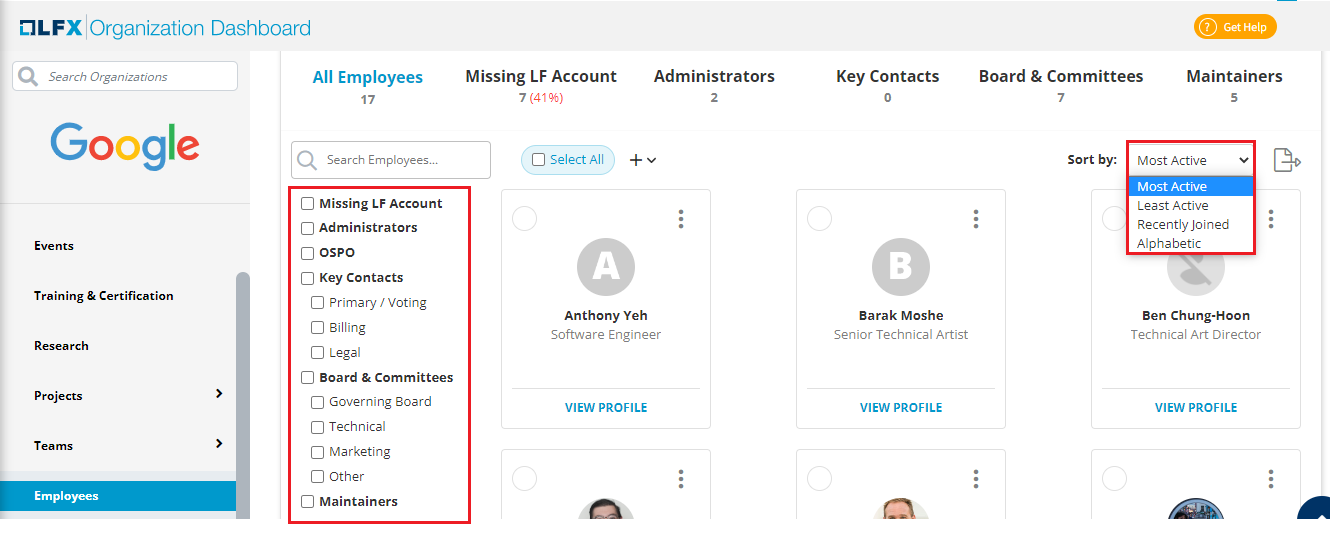 LFX Organization Dashboard
? Get Help
Search Organizations
Google
Events
Training & Certification
Research
Projects
Teams
Employees
All Employees
17
Missing LF Account
7 (41%)
Administrators
2
Key Contacts
0
Board & Committees
7
Maintainers
5
Search Employees...
Select All
Sort by:
Most Active
Most Active
Least Active
Recently Joined
Alphabetic
Missing LF Account
Administrators
OSPO
Key Contacts
Primary / Voting
Billing
Legal
Board & Committees
Governing Board
Technical
Marketing
Other
Maintainers
A
Anthony Yeh
Software Engineer
VIEW PROFILE
B
Barak Moshe
Senior Technical Artist
VIEW PROFILE
Ben Chung-Hoon
Technical Art Director
VIEW PROFILE